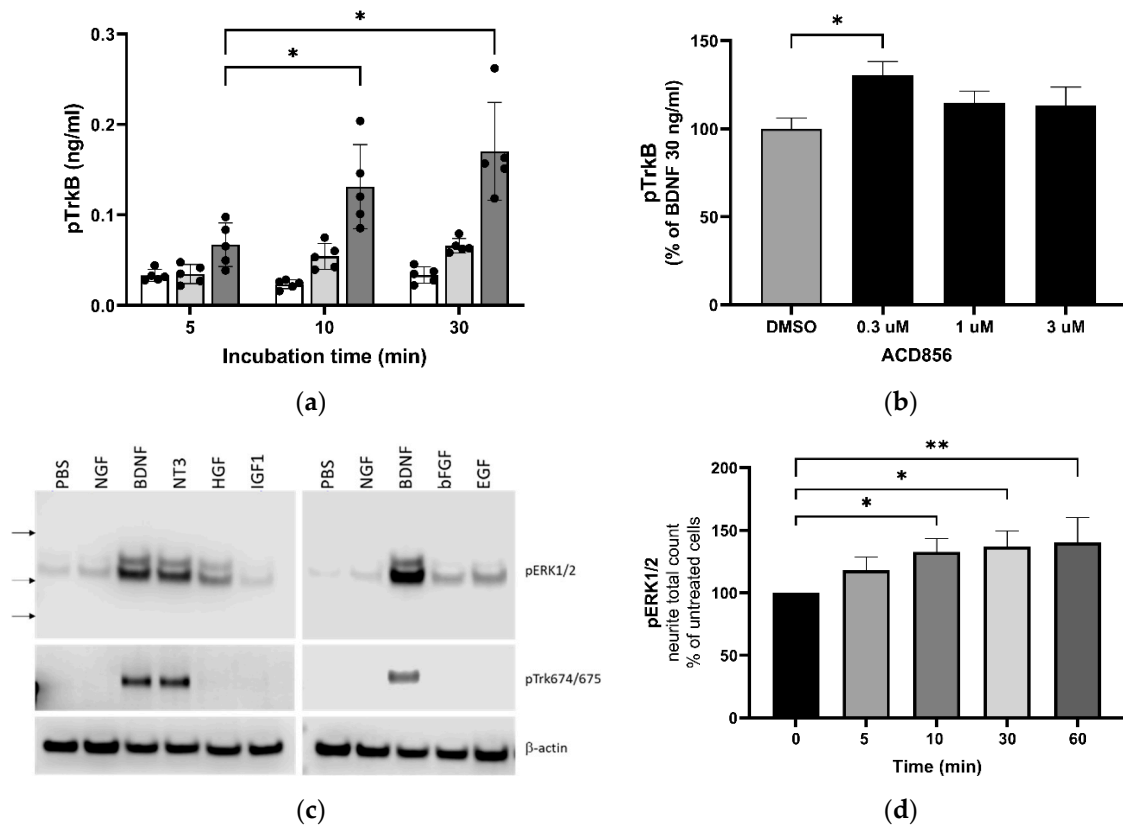 *
*
0.3
0.2
0.1
0.0
pTrkB (ng/ml)
5 10 30
Incubation time (min)
(a)
*
150
100
50
0
pTrkB
(% of BDNF 30 ng/ml)
DMSO 0.3 uM 1 uM 3 uM
ACD856
(b)
PBS NGF BDNF NT3 HGF IGF1
PBS NGF BDNF bFGF EGF
pERK1/2
pTrk674/675
β-actin
(c)
**
*
*
200
150
100
50
0
pERK1/2
neurite total count
% of untreated cells
0 5 10 30 60
Time (min)
(d)